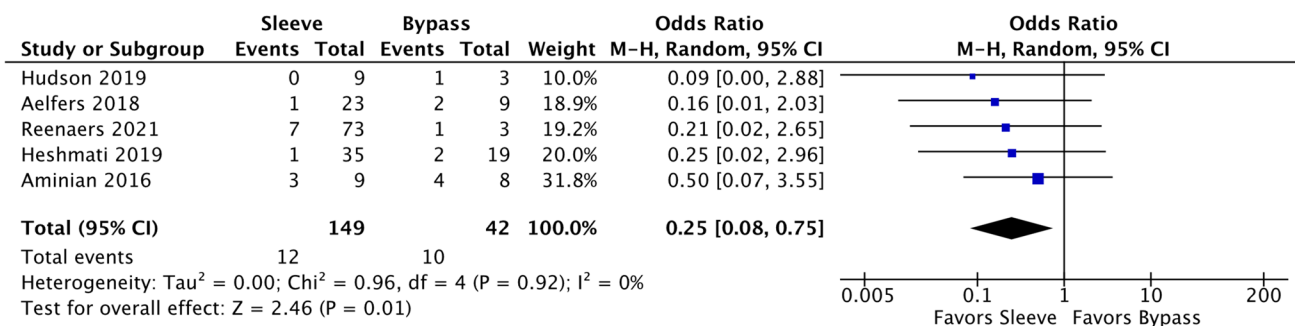 Sleeve Bypass Odds Ratio Odds Ratio
Study or Subgroup Events Total Events Total Weight M-H, Random, 95% CI M-H, Random, 95% CI
Hudson 2019 0 9 1 3 10.0% 0.09 [0.00, 2.88]
Aelfers 2018 1 23 2 9 18.9% 0.16 [0.01, 2.03]
Reenaers 2021 7 73 1 3 19.2% 0.21 [0.02, 2.65]
Heshmati 2019 1 35 2 19 20.0% 0.25 [0.02, 2.96]
Aminian 2016 3 9 4 8 31.8% 0.50 [0.07, 3.55]
Total (95% CI) 149 42 100.0% 0.25 [0.08, 0.75]
Total events 12 10
Heterogeneity: Tau² = 0.00; Chi² = 0.96, df = 4 (P = 0.92); I² = 0%
Test for overall effect: Z = 2.46 (P = 0.01)
0.005 0.1 1 10 200
Favors Sleeve Favors Bypass